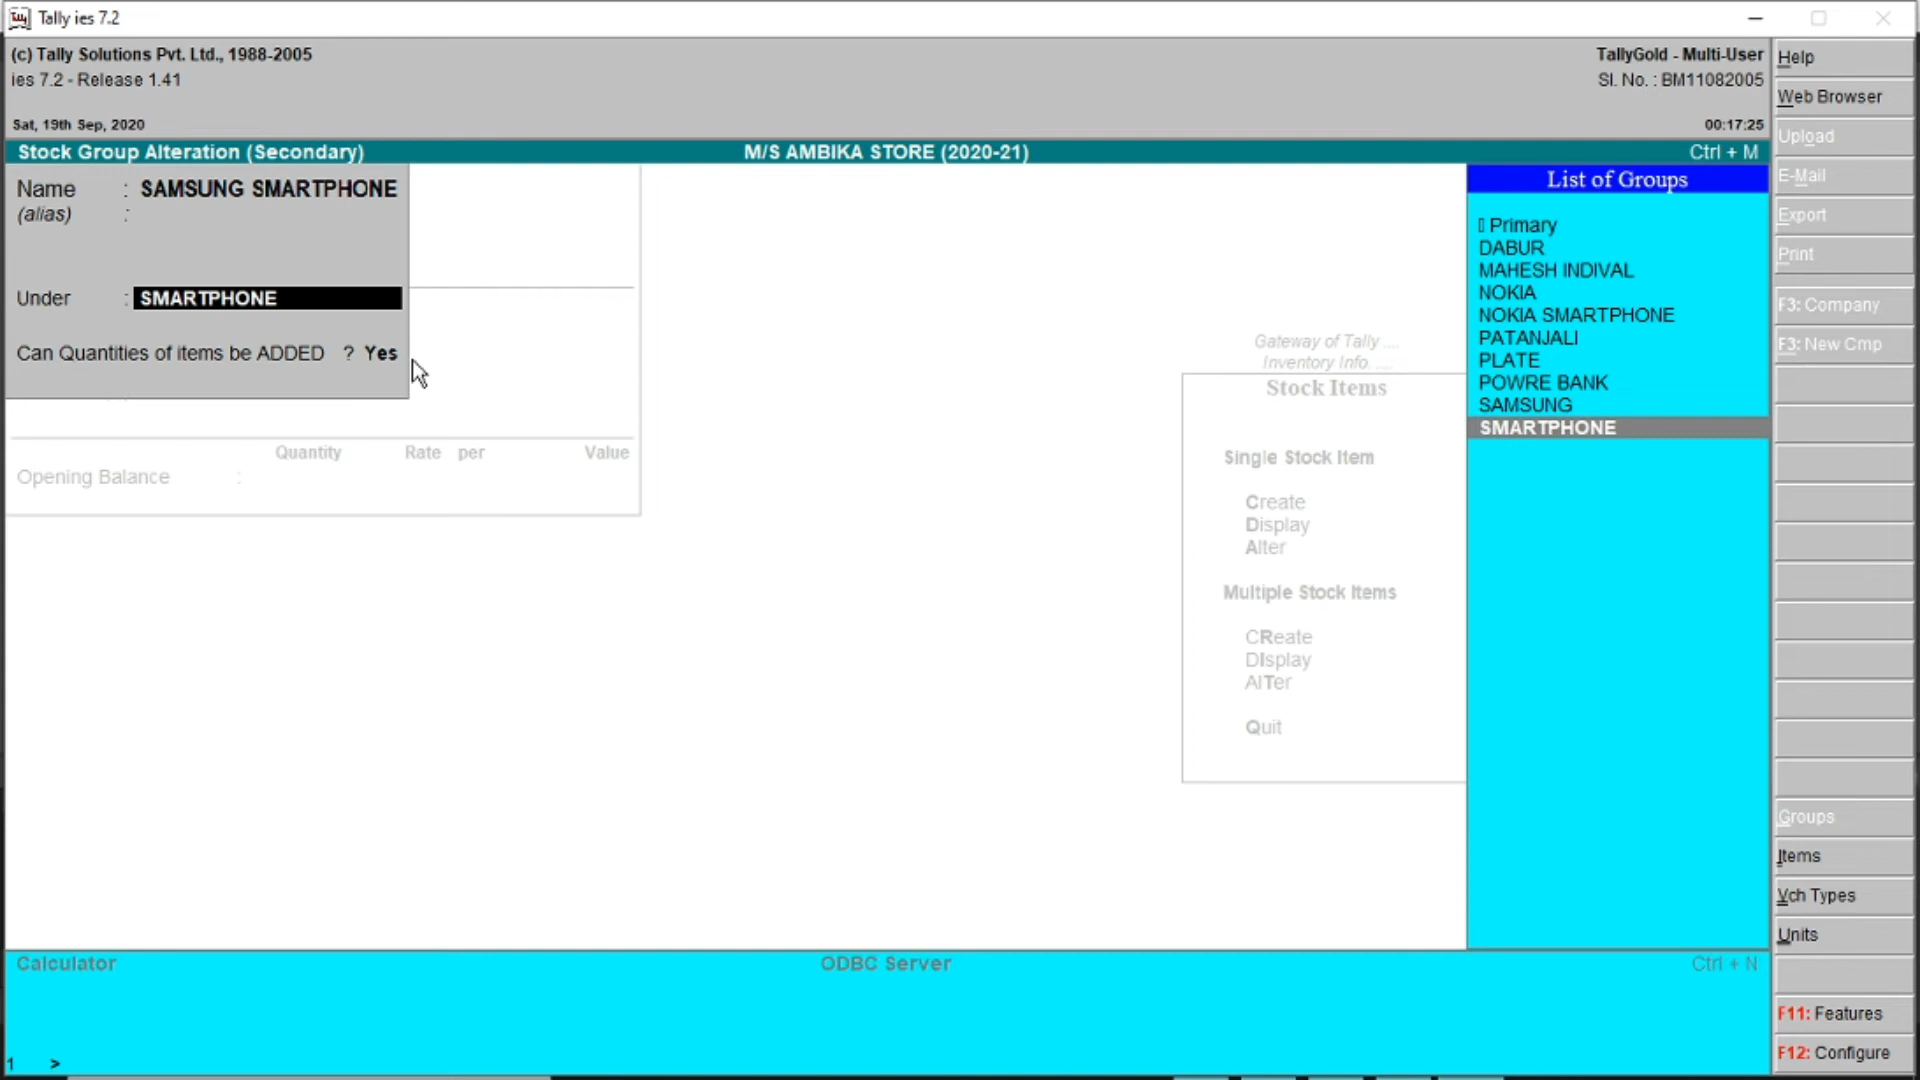 Tally ies 7.2
(c) Tally Solutions Pvt. Ltd., 1988-2005
TallyGold - Multi-User
ies 7.2 - Release 1.41
Sl. No. : BM11082005
Sat, 19th Sep, 2020
00:17:25
Stock Group Alteration (Secondary)
M/S AMBIKA STORE (2020-21)
Ctrl + M
Name : SAMSUNG SMARTPHONE
(alias) :
Under : SMARTPHONE
Can Quantities of items be ADDED ? Yes
Quantity Rate per Value
Opening Balance :
Gateway of Tally ....
Inventory Info. ....
Stock Items
Single Stock Item
Create
Display
Alter
Multiple Stock Items
CReate
DIsplay
AlTer
Quit
List of Groups
Primary
DABUR
MAHESH INDIVAL
NOKIA
NOKIA SMARTPHONE
PATANJALI
PLATE
POWRE BANK
SAMSUNG
SMARTPHONE
Help
Web Browser
Upload
E-Mail
Export
Print
F3: Company
F3: New Cmp
Groups
Items
Vch Types
Units
F11: Features
F12: Configure
Calculator
ODBC Server
Ctrl + N
1 >